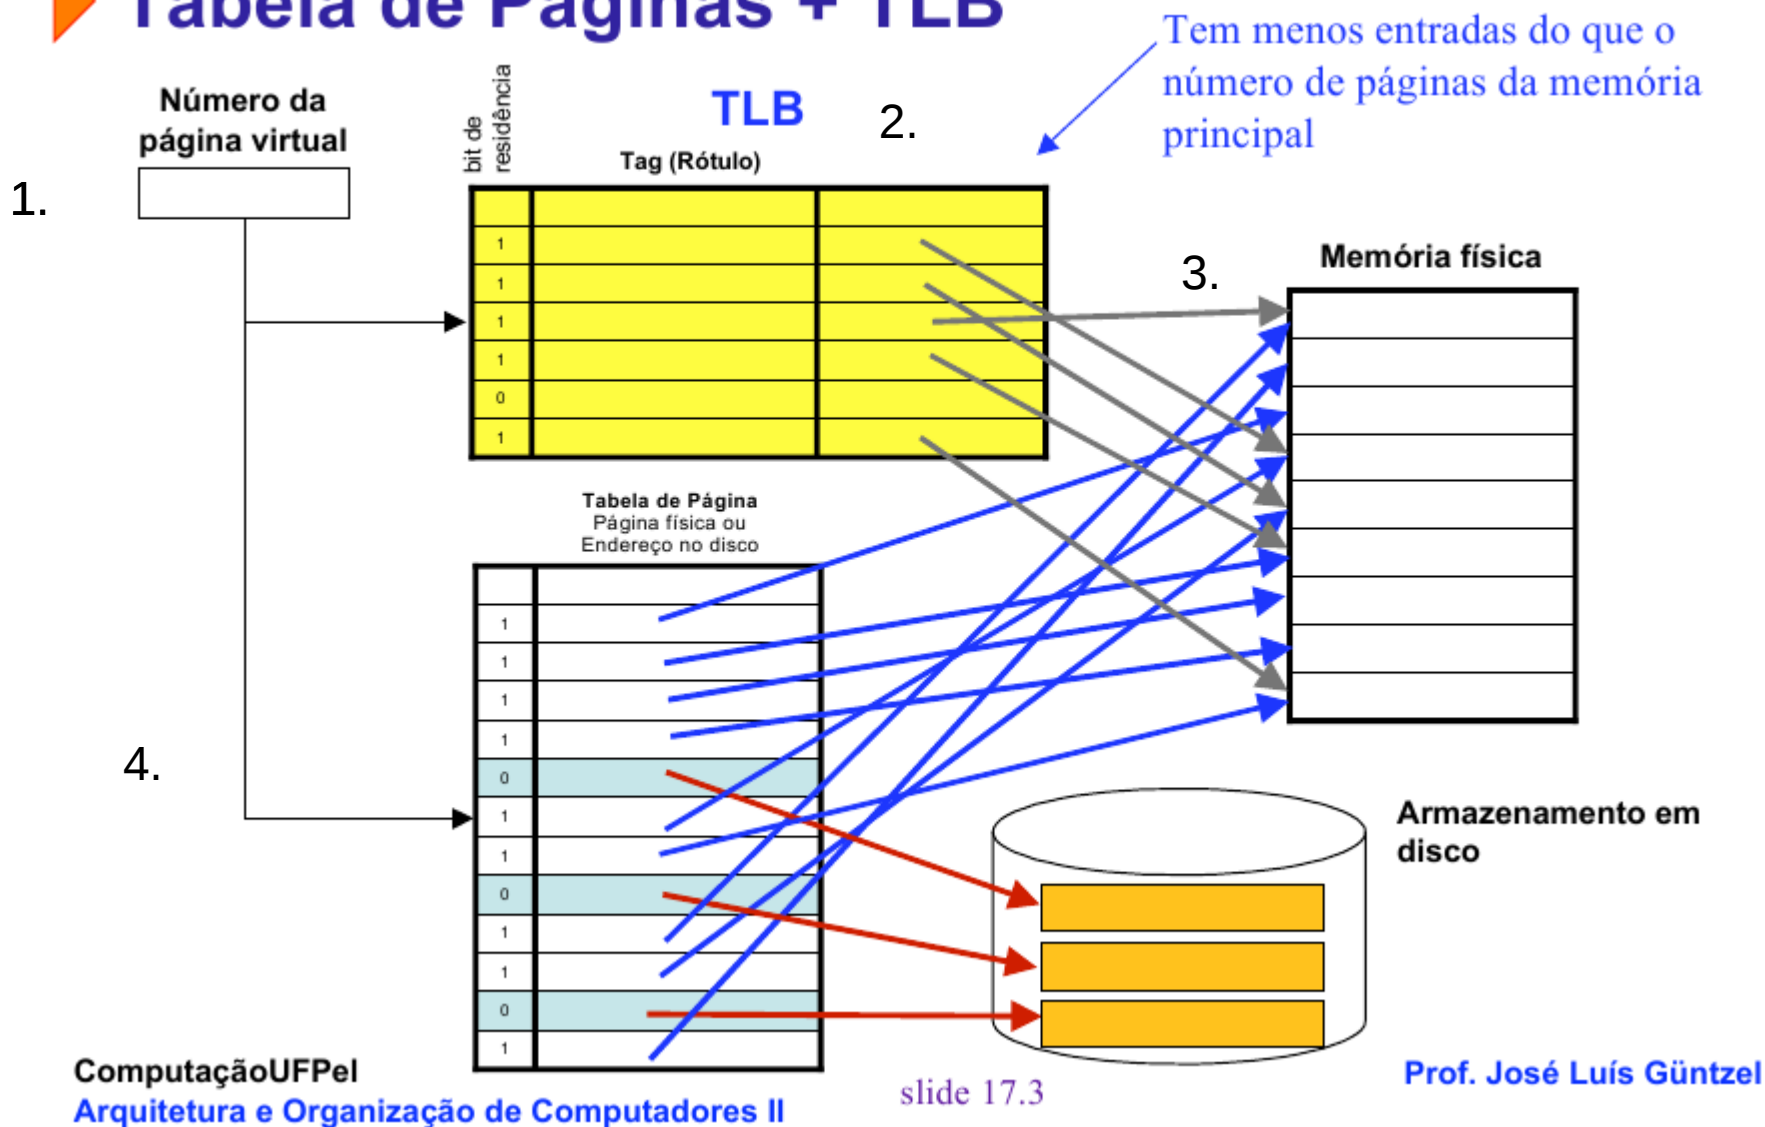 Tabela de Páginas + TLB
Tem menos entradas do que o
número de páginas da memória
principal
Número da
página virtual
bit de
residência
TLB
2.
Tag (Rótulo)
1.
1
1
1
1
0
1
3.
Memória física
Tabela de Página
Página física ou
Endereço no disco
4.
1
1
1
1
0
1
1
0
1
1
0
1
Armazenamento em
disco
ComputaçãoUFPel
Arquitetura e Organização de Computadores II
slide 17.3
Prof. José Luís Güntzel